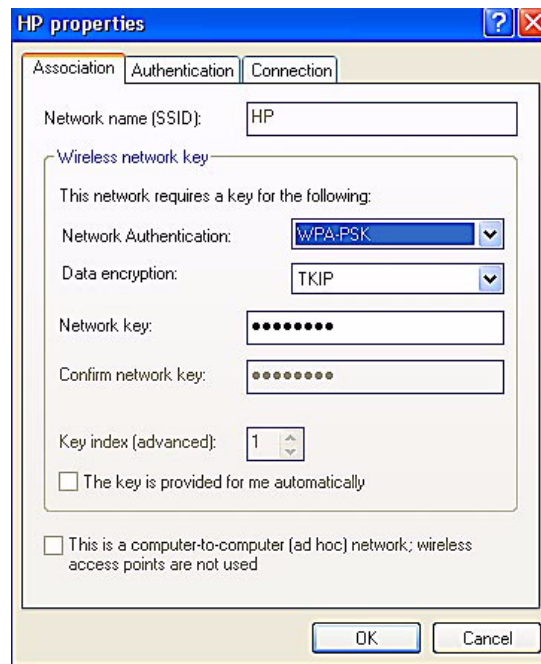 HP properties
Association Authentication Connection
Network name (SSID): HP
Wireless network key
This network requires a key for the following:
Network Authentication: WPA-PSK
Data encryption: TKIP
Network key: ••••••••
Confirm network key: ••••••••
Key index (advanced): 1
The key is provided for me automatically
This is a computer-to-computer (ad hoc) network; wireless
access points are not used
OK Cancel